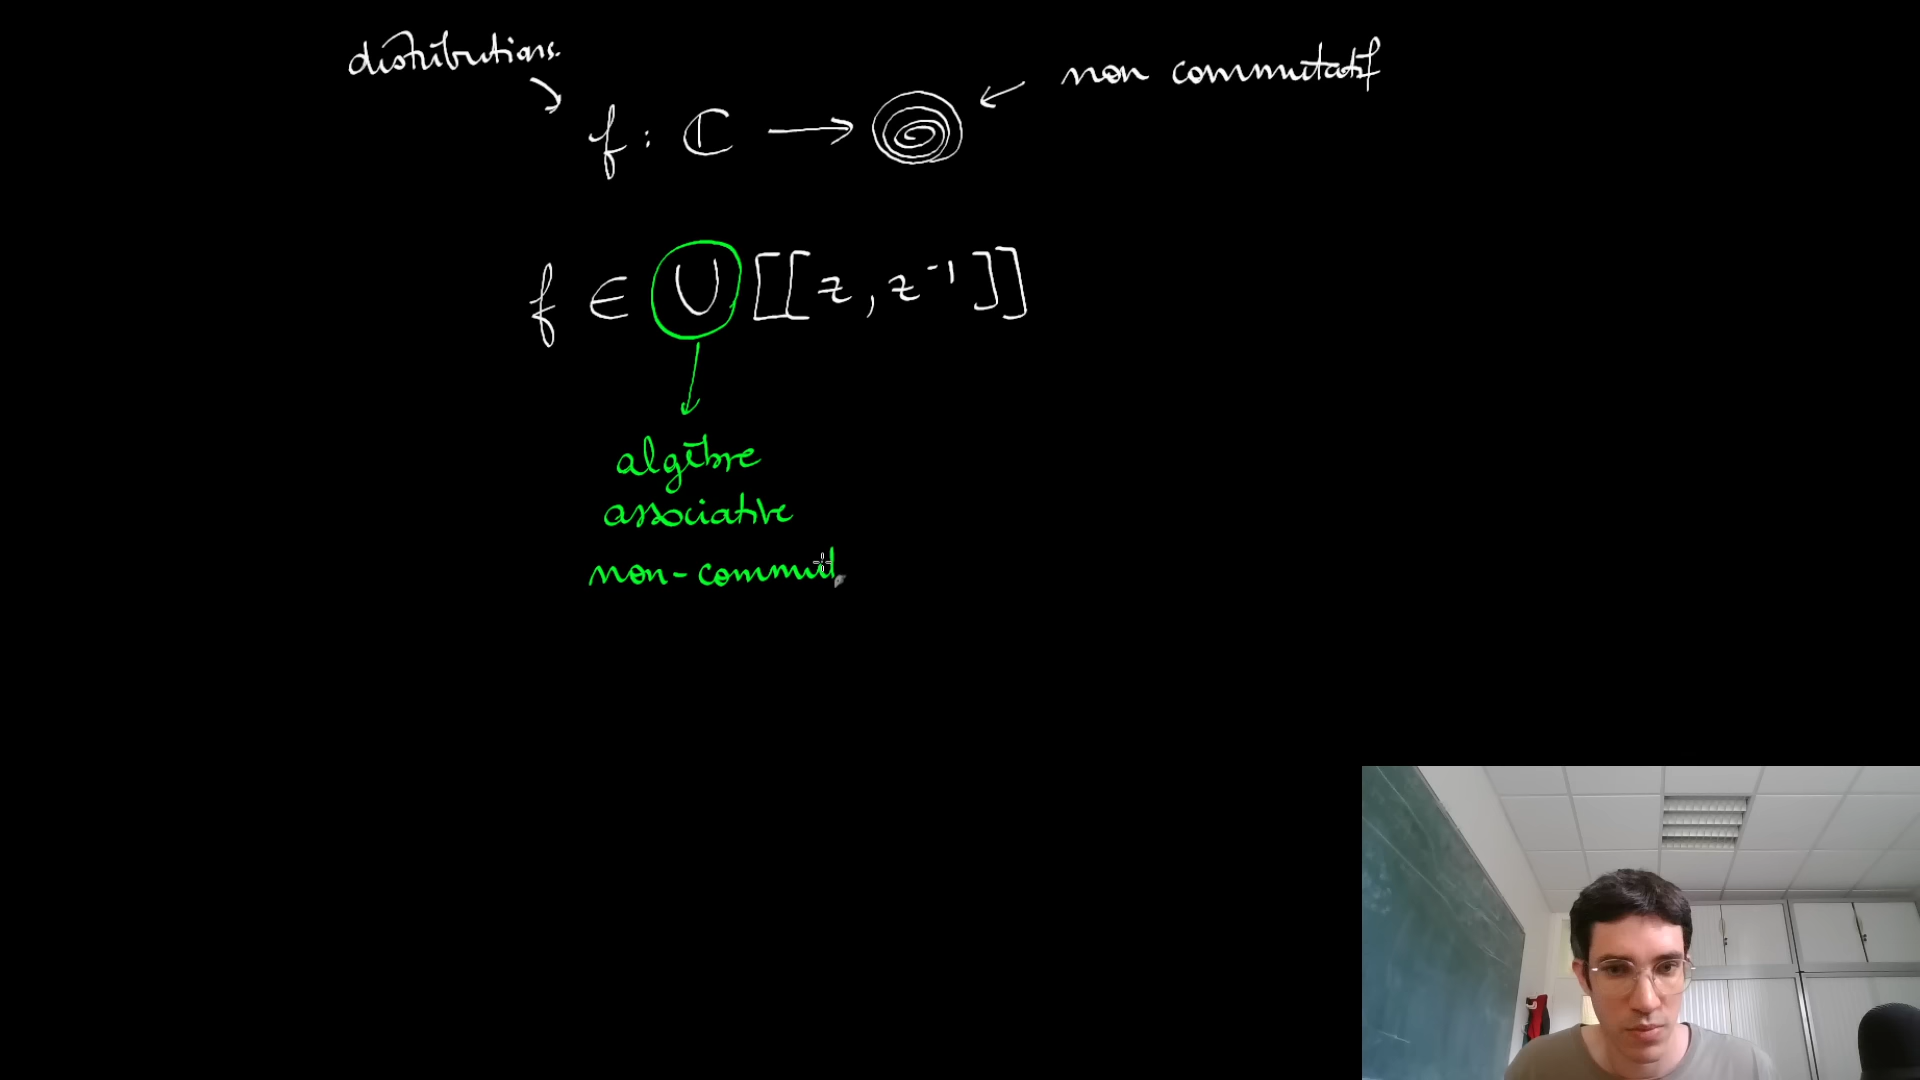 distributions.
non commutatif
f : ℂ ⟶
f ∈ U [[z, z⁻¹]]
algèbre
associative
non-commut.